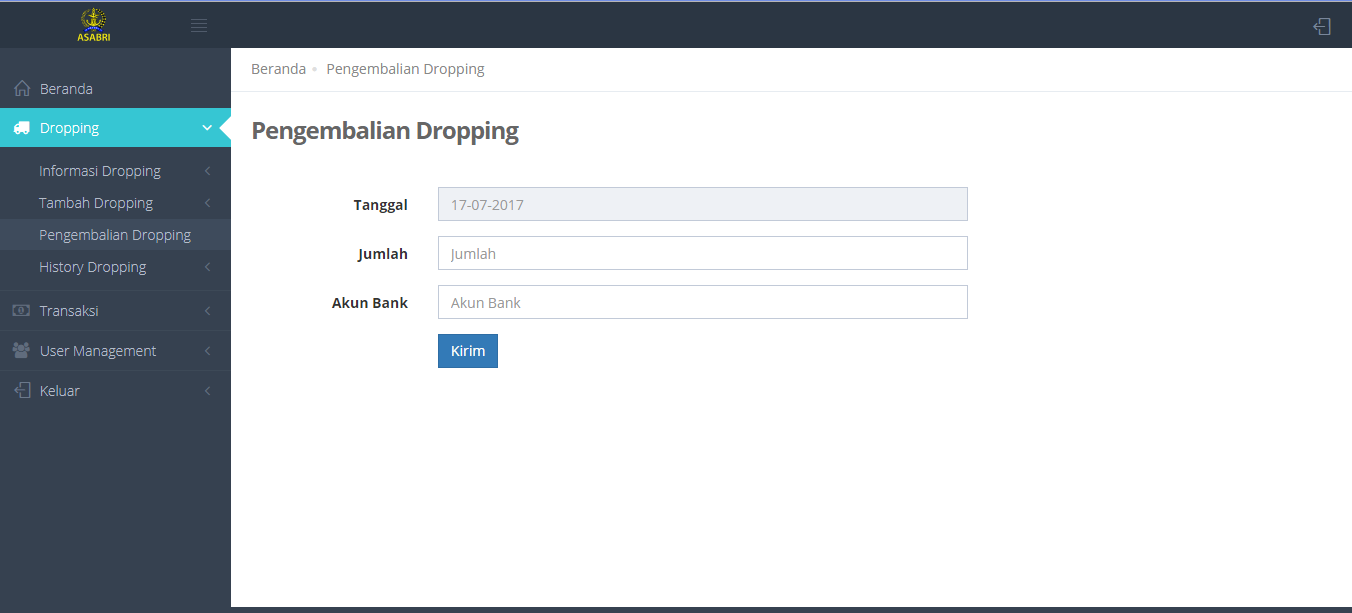 ASABRI
Beranda
Dropping
Informasi Dropping
Tambah Dropping
Pengembalian Dropping
History Dropping
Transaksi
User Management
Keluar
Beranda Pengembalian Dropping
Pengembalian Dropping
Tanggal 17-07-2017
Jumlah Jumlah
Akun Bank Akun Bank
Kirim